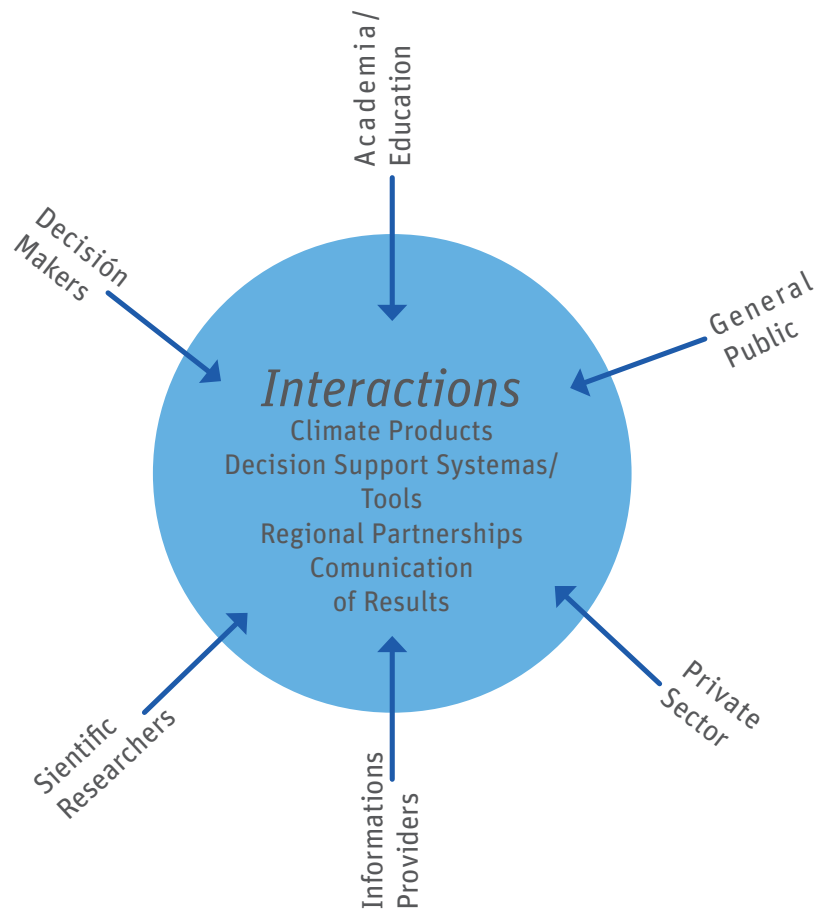 Academia/
Education
Decisión
Makers
General
Public
Interactions
Climate Products
Decision Support Systemas/
Tools
Regional Partnerships
Comunication
of Results
Sientific
Researchers
Private
Sector
Informations
Providers